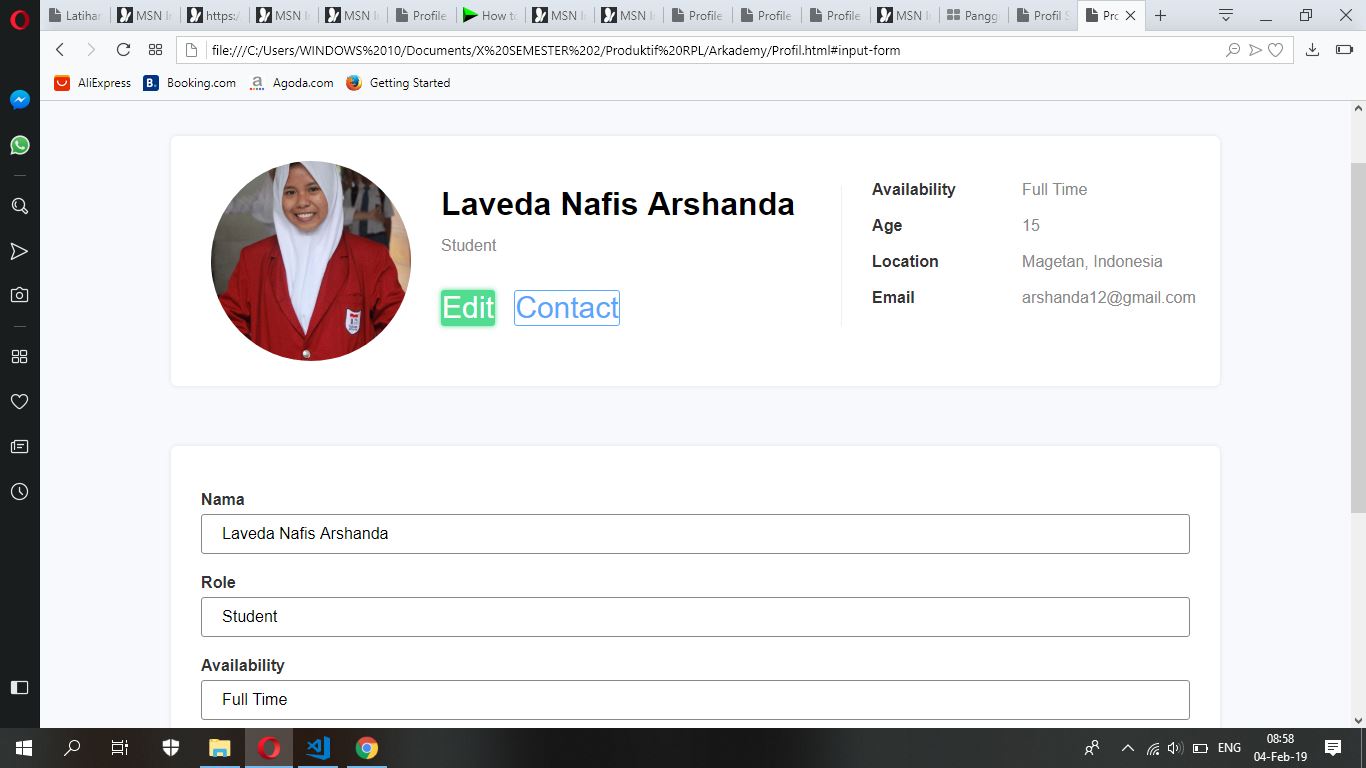 Latihar
MSN I
https:/
MSN I
MSN I
Profile
How to
MSN I
MSN I
Profile
Profile
Profile
MSN I
Pangg
Profil S
Pro
file:///C:/Users/WINDOWS%2010/Documents/X%20SEMESTER%202/Produktif%20RPL/Arkademy/Profil.html#input-form
AliExpress
Booking.com
Agoda.com
Getting Started
Laveda Nafis Arshanda
Student
Edit Contact
Availability Full Time
Age 15
Location Magetan, Indonesia
Email arshanda12@gmail.com
Nama
Laveda Nafis Arshanda
Role
Student
Availability
Full Time
ENG
08:58
04-Feb-19